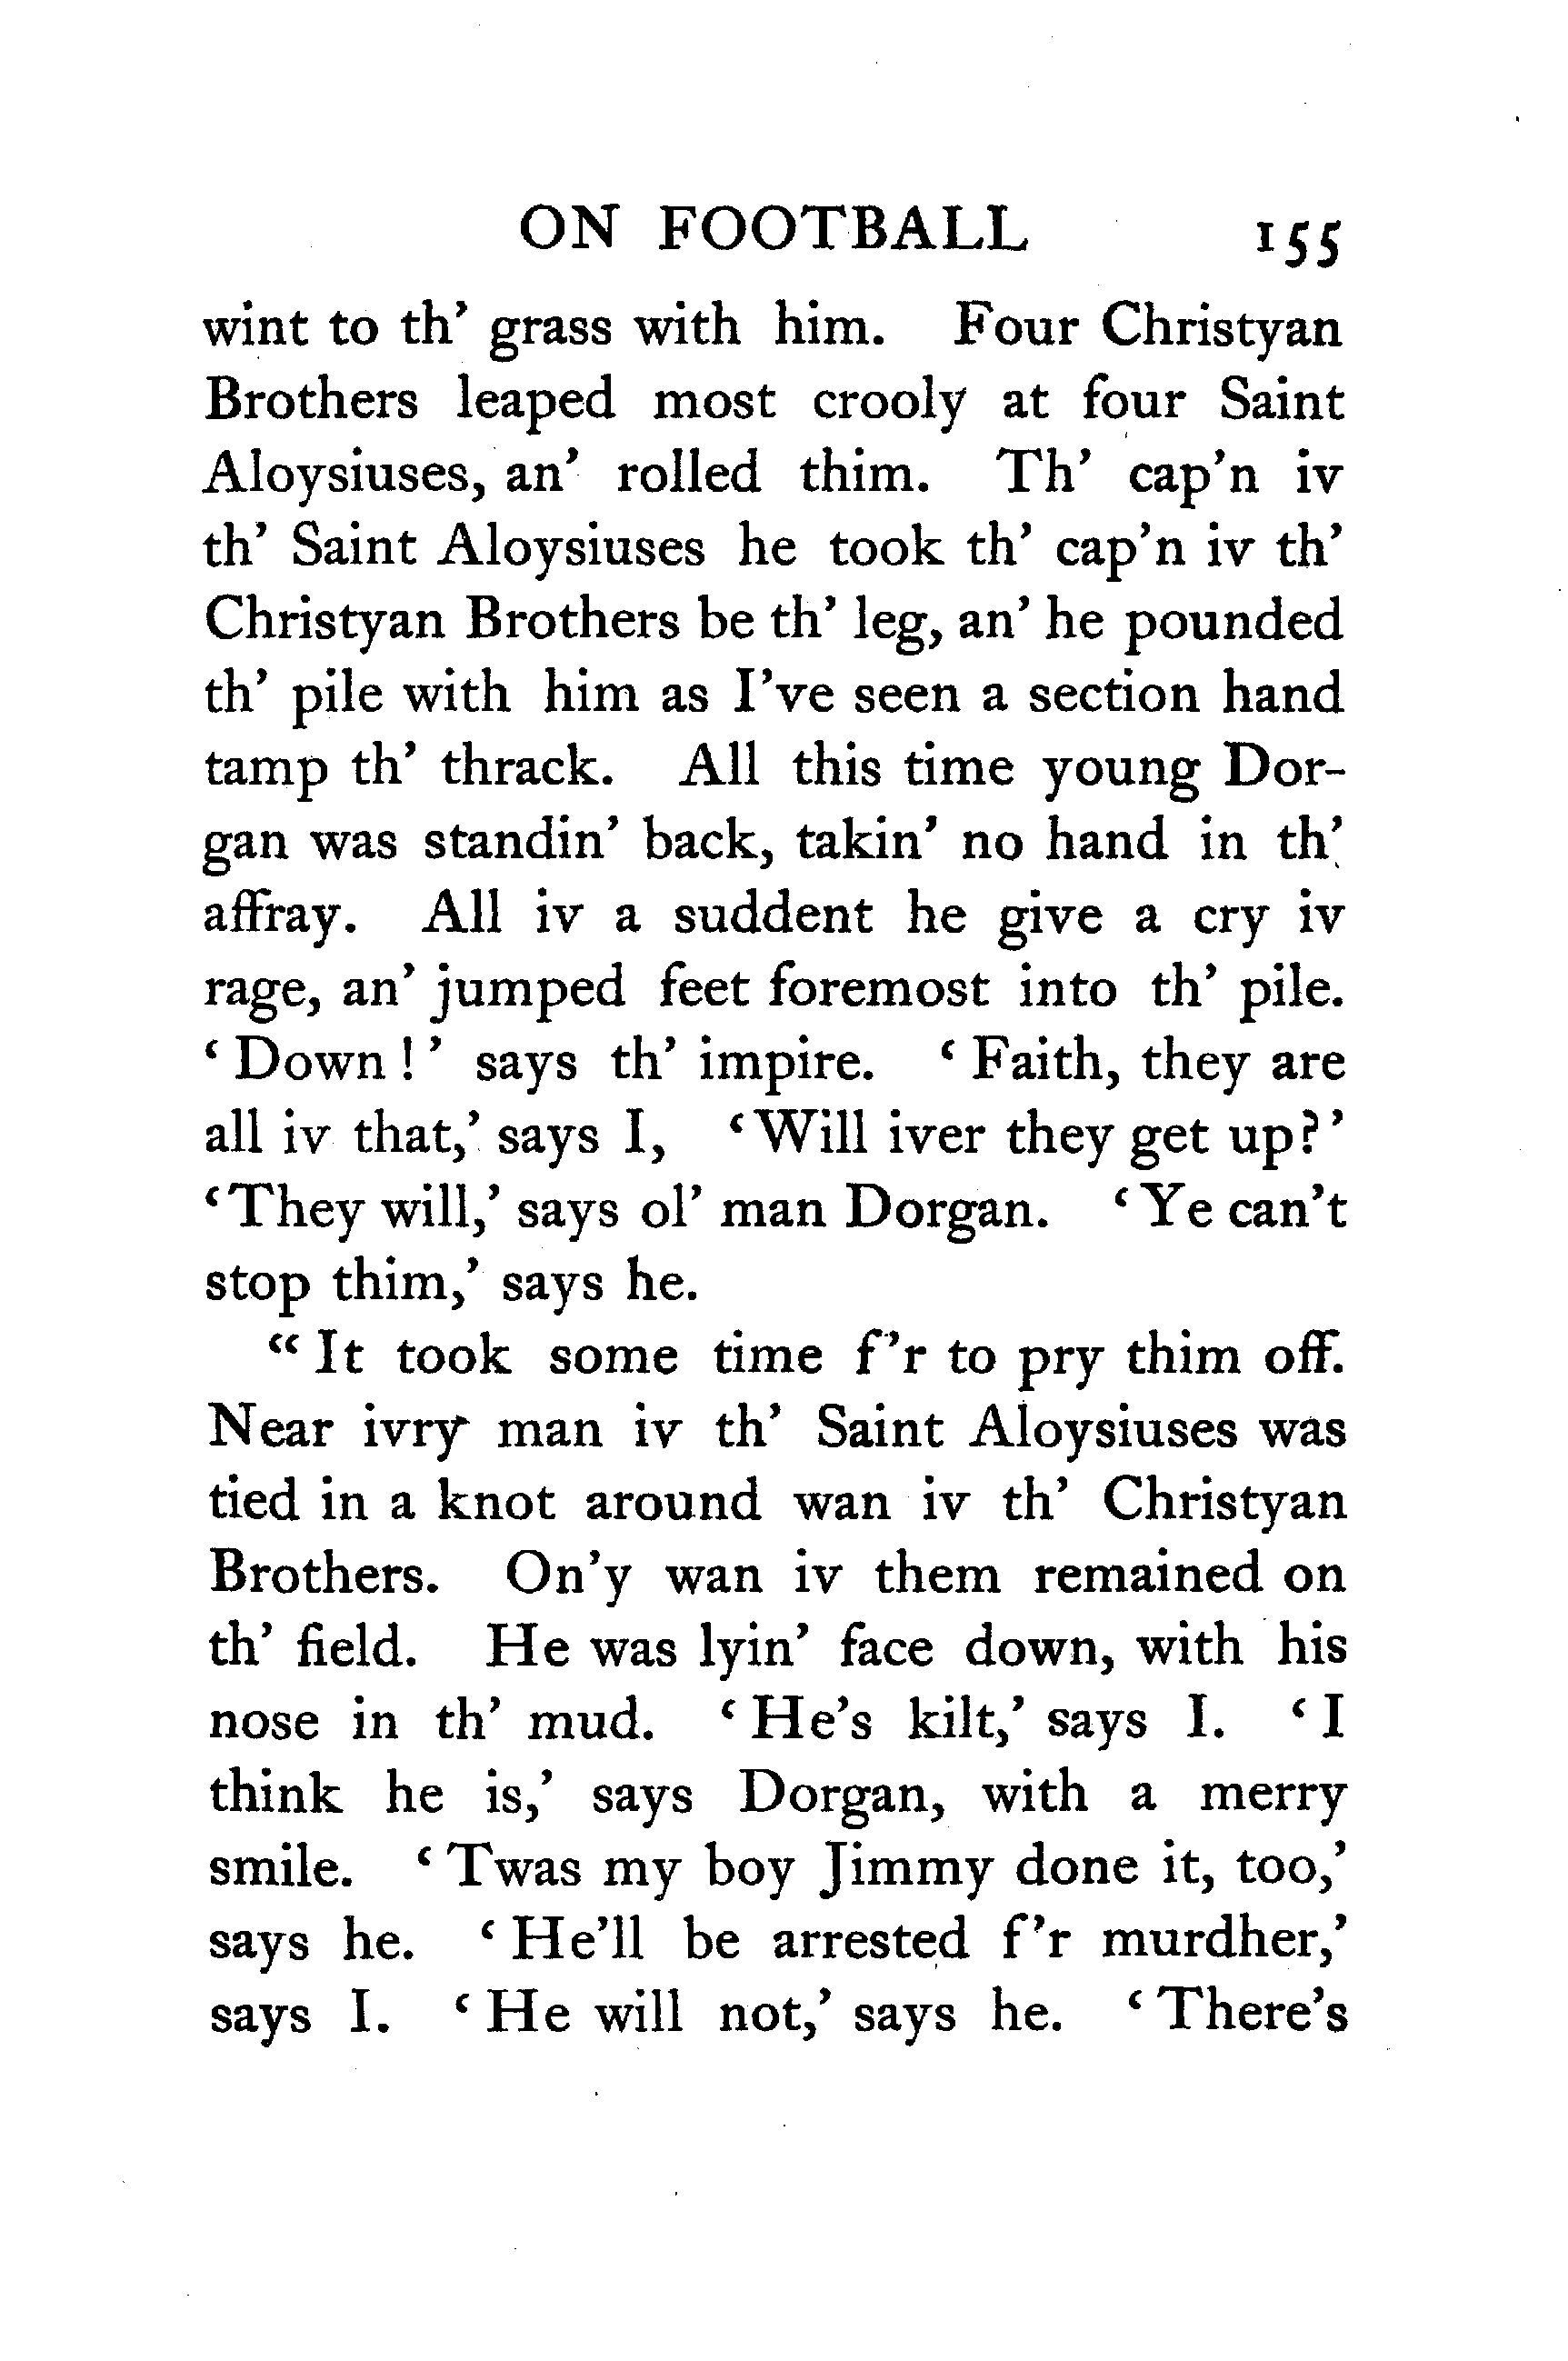 ON FOOTBALL 155
wint to th' grass with him. Four Christyan
Brothers leaped most crooly at four Saint
Aloysiuses, an' rolled thim. Th' cap'n iv
th' Saint Aloysiuses he took th' cap'n iv th'
Christyan Brothers be th' leg, an' he pounded
th' pile with him as I've seen a section hand
tamp th' thrack. All this time young Dor-
gan was standin' back, takin' no hand in th'
affray. All iv a suddent he give a cry iv
rage, an' jumped feet foremost into th' pile.
‘ Down ! ’ says th' impire. ‘ Faith, they are
all iv that,’ says I, ‘ Will iver they get up? ’
‘ They will,’ says ol' man Dorgan. ‘ Ye can't
stop thim,’ says he.
“ It took some time f'r to pry thim off.
Near ivry man iv th' Saint Aloysiuses was
tied in a knot around wan iv th' Christyan
Brothers. On'y wan iv them remained on
th' field. He was lyin' face down, with his
nose in th' mud. ‘ He's kilt,’ says I. ‘ I
think he is,’ says Dorgan, with a merry
smile. ‘ Twas my boy Jimmy done it, too,’
says he. ‘ He'll be arrested f'r murdher,’
says I. ‘ He will not,’ says he. ‘ There's